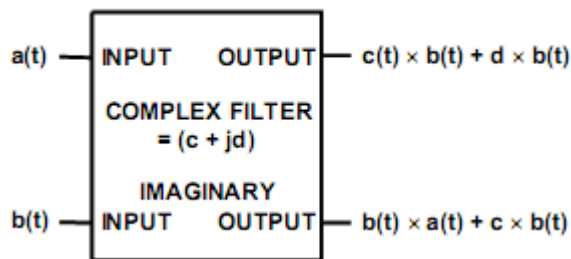 a(t) INPUT OUTPUT c(t) × b(t) + d × b(t)
COMPLEX FILTER
= (c + jd)
IMAGINARY
b(t) INPUT OUTPUT b(t) × a(t) + c × b(t)